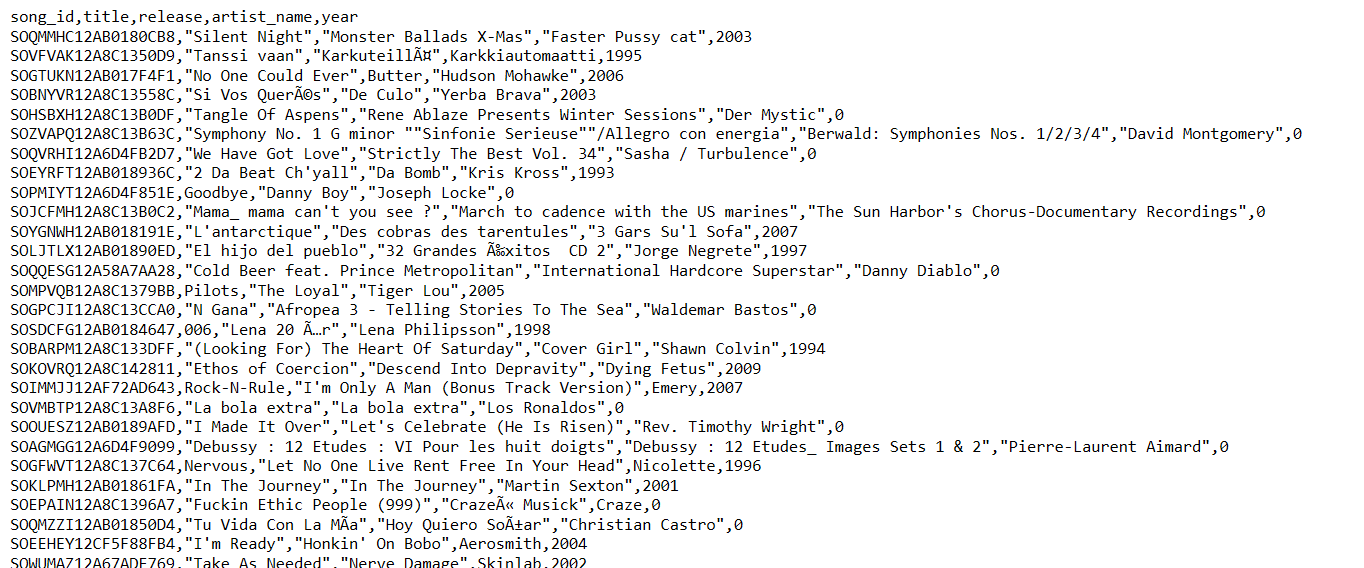 song_id,title,release,artist_name,year
SOQMMHC12AB0180CB8,"Silent Night","Monster Ballads X-Mas","Faster Pussy cat",2003
SOVFVAK12A8C1350D9,"Tanssi vaan","KarkuteillÃ¤",Karkkiautomaatti,1995
SOGTUKN12AB017F4F1,"No One Could Ever",Butter,"Hudson Mohawke",2006
SOBNYVR12A8C13558C,"Si Vos QuerÃ©s","De Culo","Yerba Brava",2003
SOHSBXH12A8C13B0DF,"Tangle Of Aspens","Rene Ablaze Presents Winter Sessions","Der Mystic",0
SOZVAPQ12A8C13B63C,"Symphony No. 1 G minor ""Sinfonie Serieuse""/Allegro con energia","Berwald: Symphonies Nos. 1/2/3/4","David Montgomery",0
SOQVRHI12A6D4FB2D7,"We Have Got Love","Strictly The Best Vol. 34","Sasha / Turbulence",0
SOEYRFT12AB018936C,"2 Da Beat Ch'yall","Da Bomb","Kris Kross",1993
SOPMIYT12A6D4F851E,Goodbye,"Danny Boy","Joseph Locke",0
SOJCFMH12A8C13B0C2,"Mama_ mama can't you see ?","March to cadence with the US marines","The Sun Harbor's Chorus-Documentary Recordings",0
SOYGNWH12AB018191E,"L'antarctique","Des cobras des tarentules","3 Gars Su'l Sofa",2007
SOLJTLX12AB01890ED,"El hijo del pueblo","32 Grandes Ã‰xitos  CD 2","Jorge Negrete",1997
SOQQESG12A58A7AA28,"Cold Beer feat. Prince Metropolitan","International Hardcore Superstar","Danny Diablo",0
SOMPVQB12A8C1379BB,Pilots,"The Loyal","Tiger Lou",2005
SOGPCJI12A8C13CCA0,"N Gana","Afropea 3 - Telling Stories To The Sea","Waldemar Bastos",0
SOSDCFG12AB0184647,006,"Lena 20 Ã…r","Lena Philipsson",1998
SOBARPM12A8C133DFF,"(Looking For) The Heart Of Saturday","Cover Girl","Shawn Colvin",1994
SOKOVRQ12A8C142811,"Ethos of Coercion","Descend Into Depravity","Dying Fetus",2009
SOIMMJJ12AF72AD643,Rock-N-Rule,"I'm Only A Man (Bonus Track Version)",Emery,2007
SOVMBTP12A8C13A8F6,"La bola extra","La bola extra","Los Ronaldos",0
SOOUESZ12AB0189AFD,"I Made It Over","Let's Celebrate (He Is Risen)","Rev. Timothy Wright",0
SOAGMGG12A6D4F9099,"Debussy : 12 Etudes : VI Pour les huit doigts","Debussy : 12 Etudes_ Images Sets 1 & 2","Pierre-Laurent Aimard",0
SOGFWVT12A8C137C64,Nervous,"Let No One Live Rent Free In Your Head",Nicolette,1996
SOKLPMH12AB01861FA,"In The Journey","In The Journey","Martin Sexton",2001
SOEPAIN12A8C1396A7,"Fuckin Ethic People (999)","CrazeÃ« Musick",Craze,0
SOQMZZI12AB01850D4,"Tu Vida Con La MÃ­a","Hoy Quiero SoÃ±ar","Christian Castro",0
SOEEHEY12CF5F88FB4,"I'm Ready","Honkin' On Bobo",Aerosmith,2004
SOWUMAZ12A67ADE769,"Take As Needed","Nerve Damage",Skinlab,2002